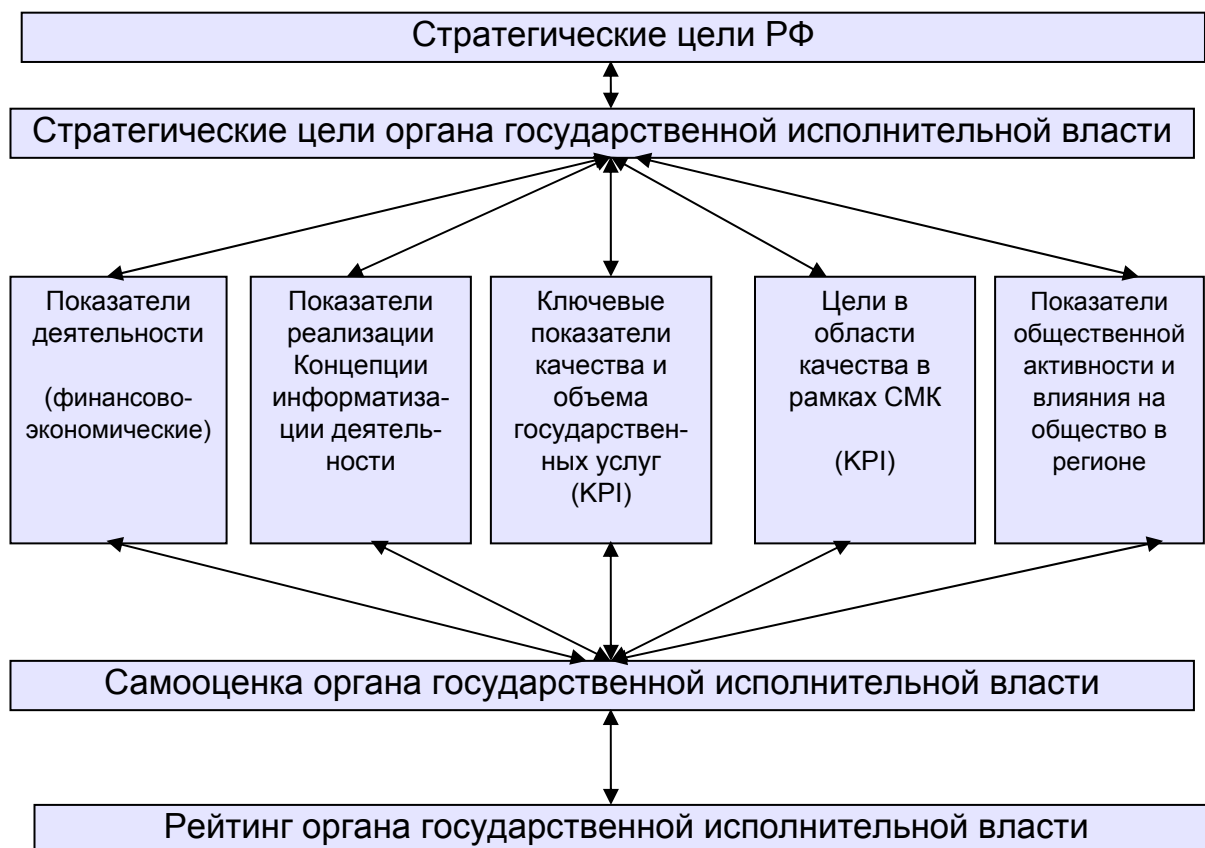 Стратегические цели РФ
Стратегические цели органа государственной исполнительной власти
Показатели
деятельности
(финансово-
экономические)
Показатели
реализации
Концепции
информатиза-
ции деятель-
ности
Ключевые
показатели
качества и
объема
государствен-
ных услуг
(KPI)
Цели в
области
качества в
рамках СМК
(KPI)
Показатели
общественной
активности и
влияния на
общество в
регионе
Самооценка органа государственной исполнительной власти
Рейтинг органа государственной исполнительной власти